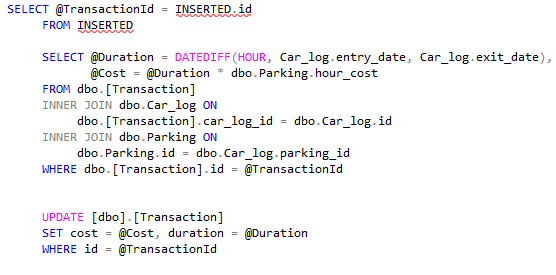 SELECT @TransactionId = INSERTED.id
FROM INSERTED
SELECT @Duration = DATEDIFF(HOUR, Car_log.entry_date, Car_log.exit_date),
@Cost = @Duration * dbo.Parking.hour_cost
FROM dbo.[Transaction]
INNER JOIN dbo.Car_log ON
dbo.[Transaction].car_log_id = dbo.Car_log.id
INNER JOIN dbo.Parking ON
dbo.Parking.id = dbo.Car_log.parking_id
WHERE dbo.[Transaction].id = @TransactionId
UPDATE [dbo].[Transaction]
SET cost = @Cost, duration = @Duration
WHERE id = @TransactionId